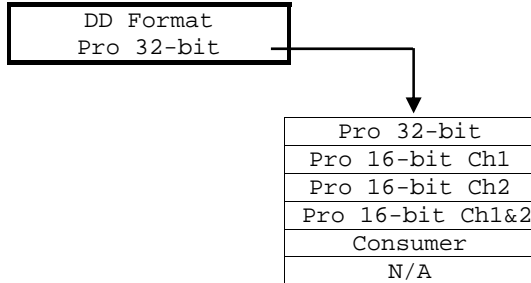 DD Format
Pro 32-bit
Pro 32-bit
Pro 16-bit Ch1
Pro 16-bit Ch2
Pro 16-bit Ch1&2
Consumer
N/A